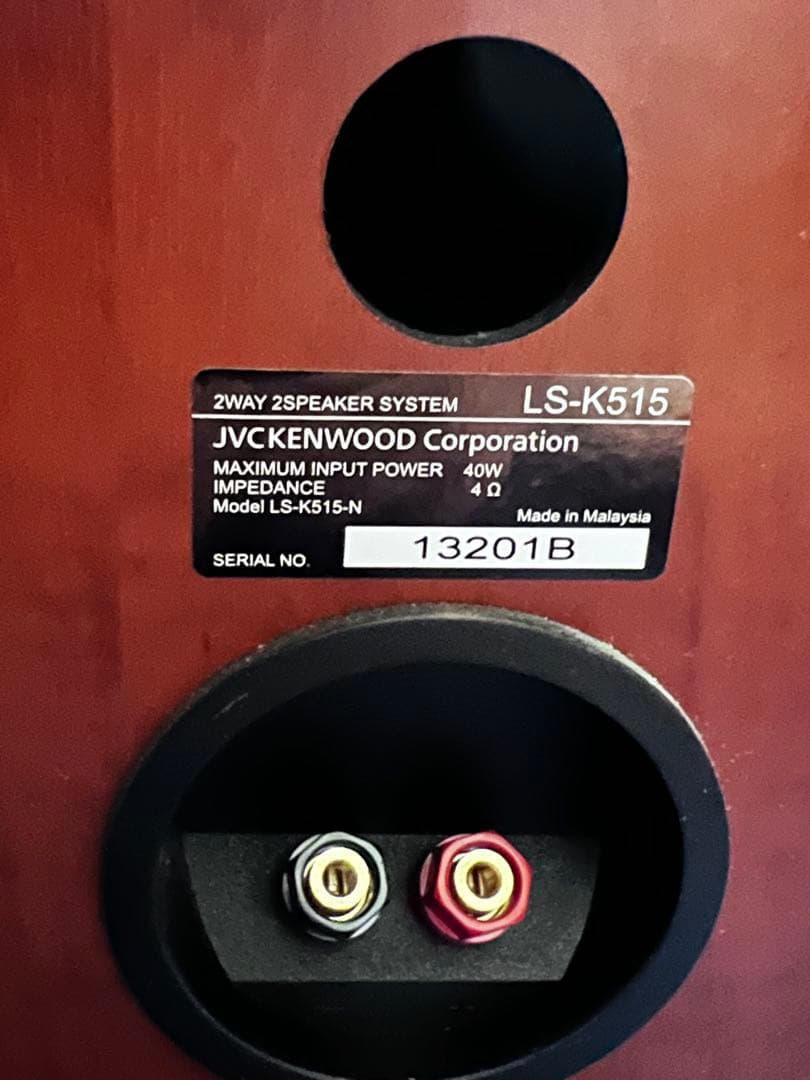 2WAY 2SPEAKER SYSTEM LS-K515
JVCKENWOOD Corporation
MAXIMUM INPUT POWER 40W
IMPEDANCE 4 Ω
Model LS-K515-N
Made in Malaysia
SERIAL NO. 13201B